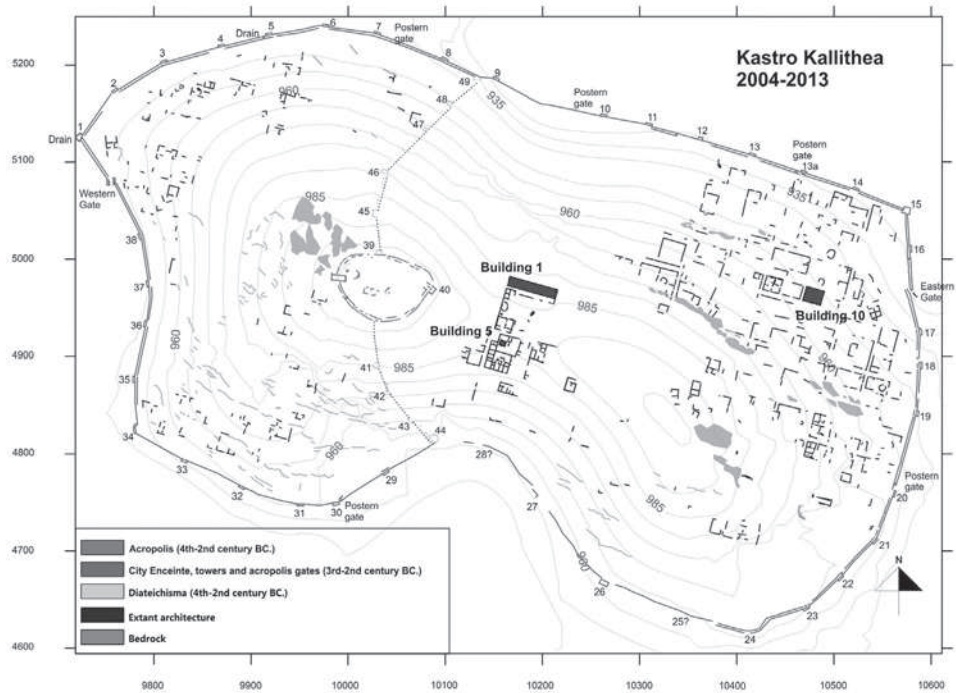 Kastro Kallithea
2004-2013
5200
5100
5000
4900
4800
4700
4600
9800
9900
10000
10100
10200
10300
10400
10500
10600
Drain
1
2
3
4
Drain
5
6
7
Postern
gate
8
9
Postern
gate
10
11
12
13
Postern
gate
13a
14
15
16
Eastern
Gate
17
18
19
Postern
gate
20
21
22
23
24
25?
26
27
28?
29
Postern
gate
30
31
32
33
34
35
36
37
38
Western
Gate
39
40
41
42
43
44
45
46
47
48
49
960
935
985
960
935
985
960
985
985
985
960
980
Building 1
Building 5
Building 10
N
Acropolis (4th-2nd century BC.)
City Enceinte, towers and acropolis gates (3rd-2nd century BC.)
Diateichisma (4th-2nd century BC.)
Extant architecture
Bedrock